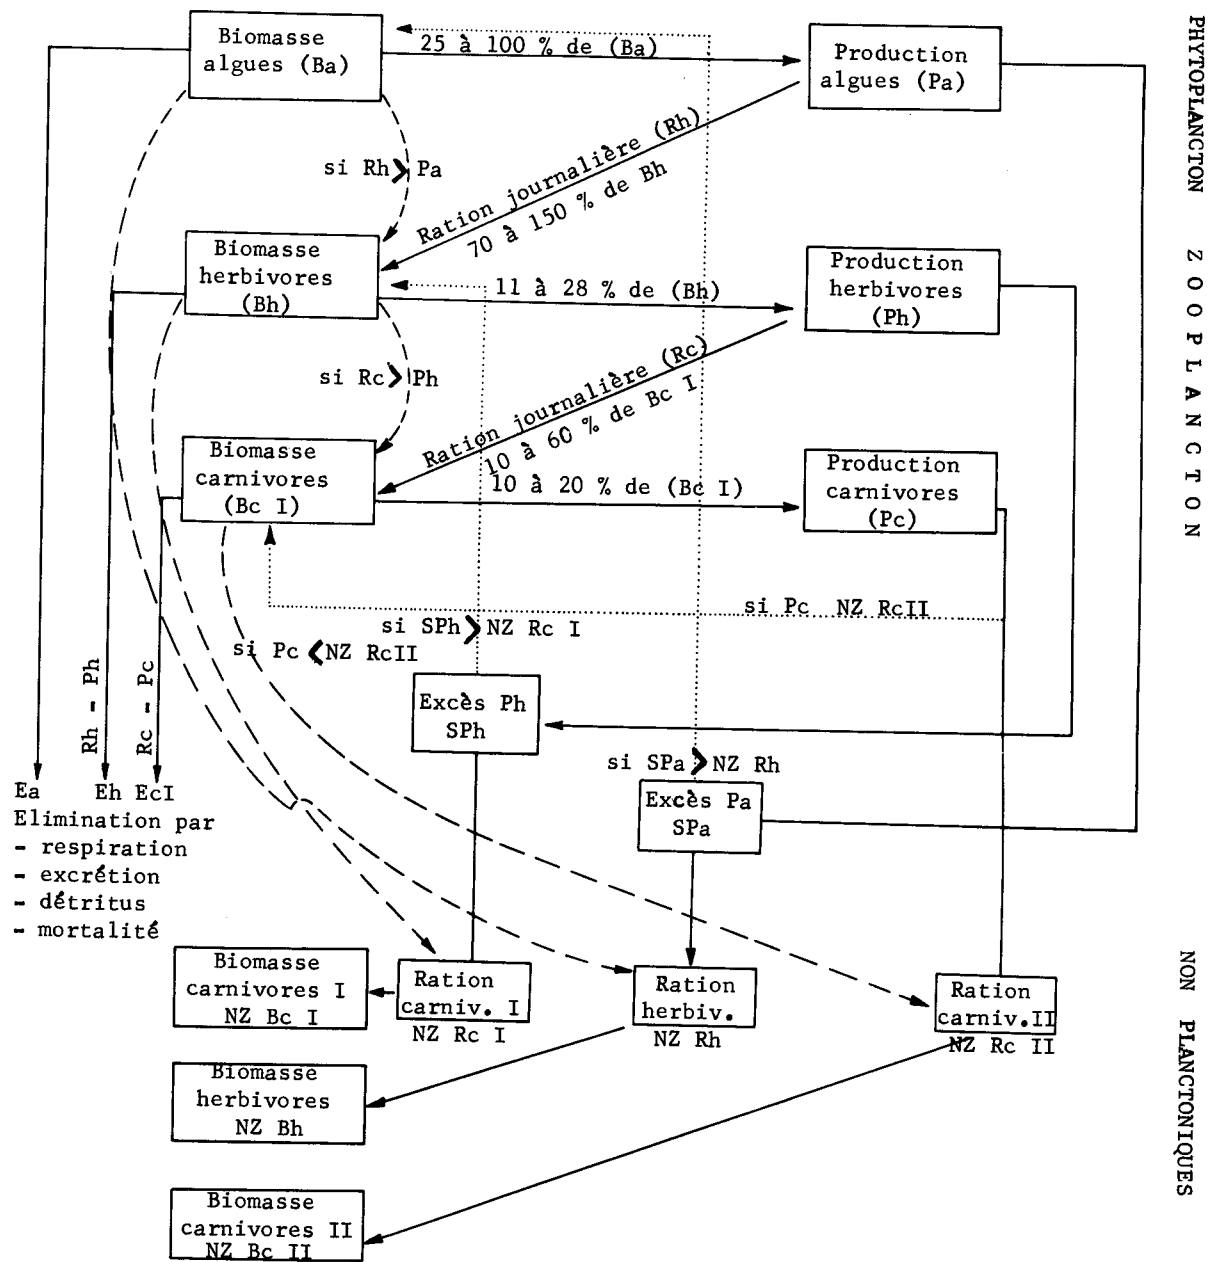 Biomasse
algues (Ba)
25 à 100 % de (Ba)
Production
algues (Pa)
PHYTOPLANCTON
si Rh > Pa
Ration journalière (Rh)
70 à 150 % de Bh
Biomasse
herbivores
(Bh)
11 à 28 % de (Bh)
Production
herbivores
(Ph)
ZOOPLANCTON
si Rc > Ph
Ration journalière (Rc)
10 à 60 % de Bc I
Biomasse
carnivores
(Bc I)
10 à 20 % de (Bc I)
Production
carnivores
(Pc)
si Pc NZ RcII
si SPh > NZ Rc I
si Pc < NZ RcII
Rh - Ph
Rc - Pc
Excès Ph
SPh
si SPa > NZ Rh
Excès Pa
SPa
Ea Eh EcI
Elimination par
- respiration
- excrétion
- détritus
- mortalité
Biomasse
carnivores I
NZ Bc I
Ration
carniv. I
NZ Rc I
Ration
herbiv.
NZ Rh
Ration
carniv.II
NZ Rc II
NON PLANCTONIQUES
Biomasse
herbivores
NZ Bh
Biomasse
carnivores II
NZ Bc II